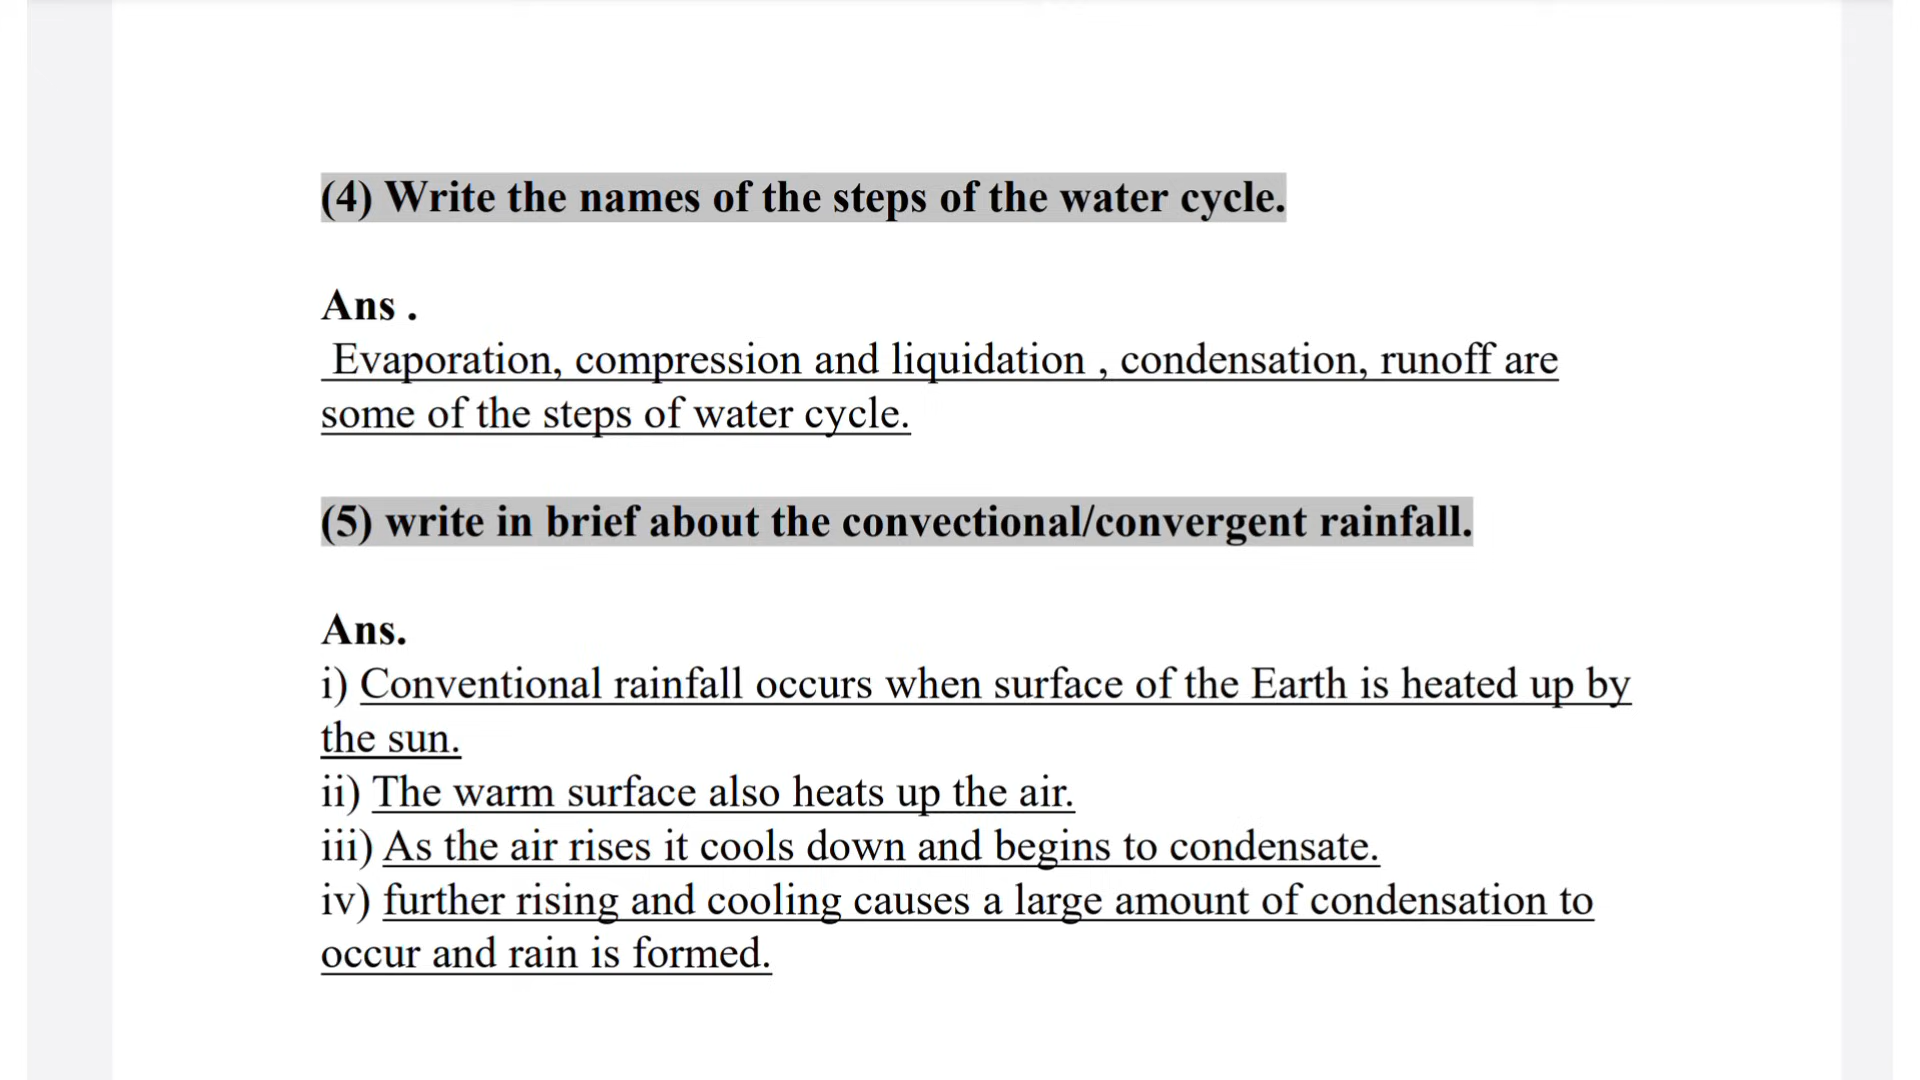 (4) Write the names of the steps of the water cycle.
Ans .
Evaporation, compression and liquidation , condensation, runoff are
some of the steps of water cycle.
(5) write in brief about the convectional/convergent rainfall.
Ans.
i) Conventional rainfall occurs when surface of the Earth is heated up by
the sun.
ii) The warm surface also heats up the air.
iii) As the air rises it cools down and begins to condensate.
iv) further rising and cooling causes a large amount of condensation to
occur and rain is formed.